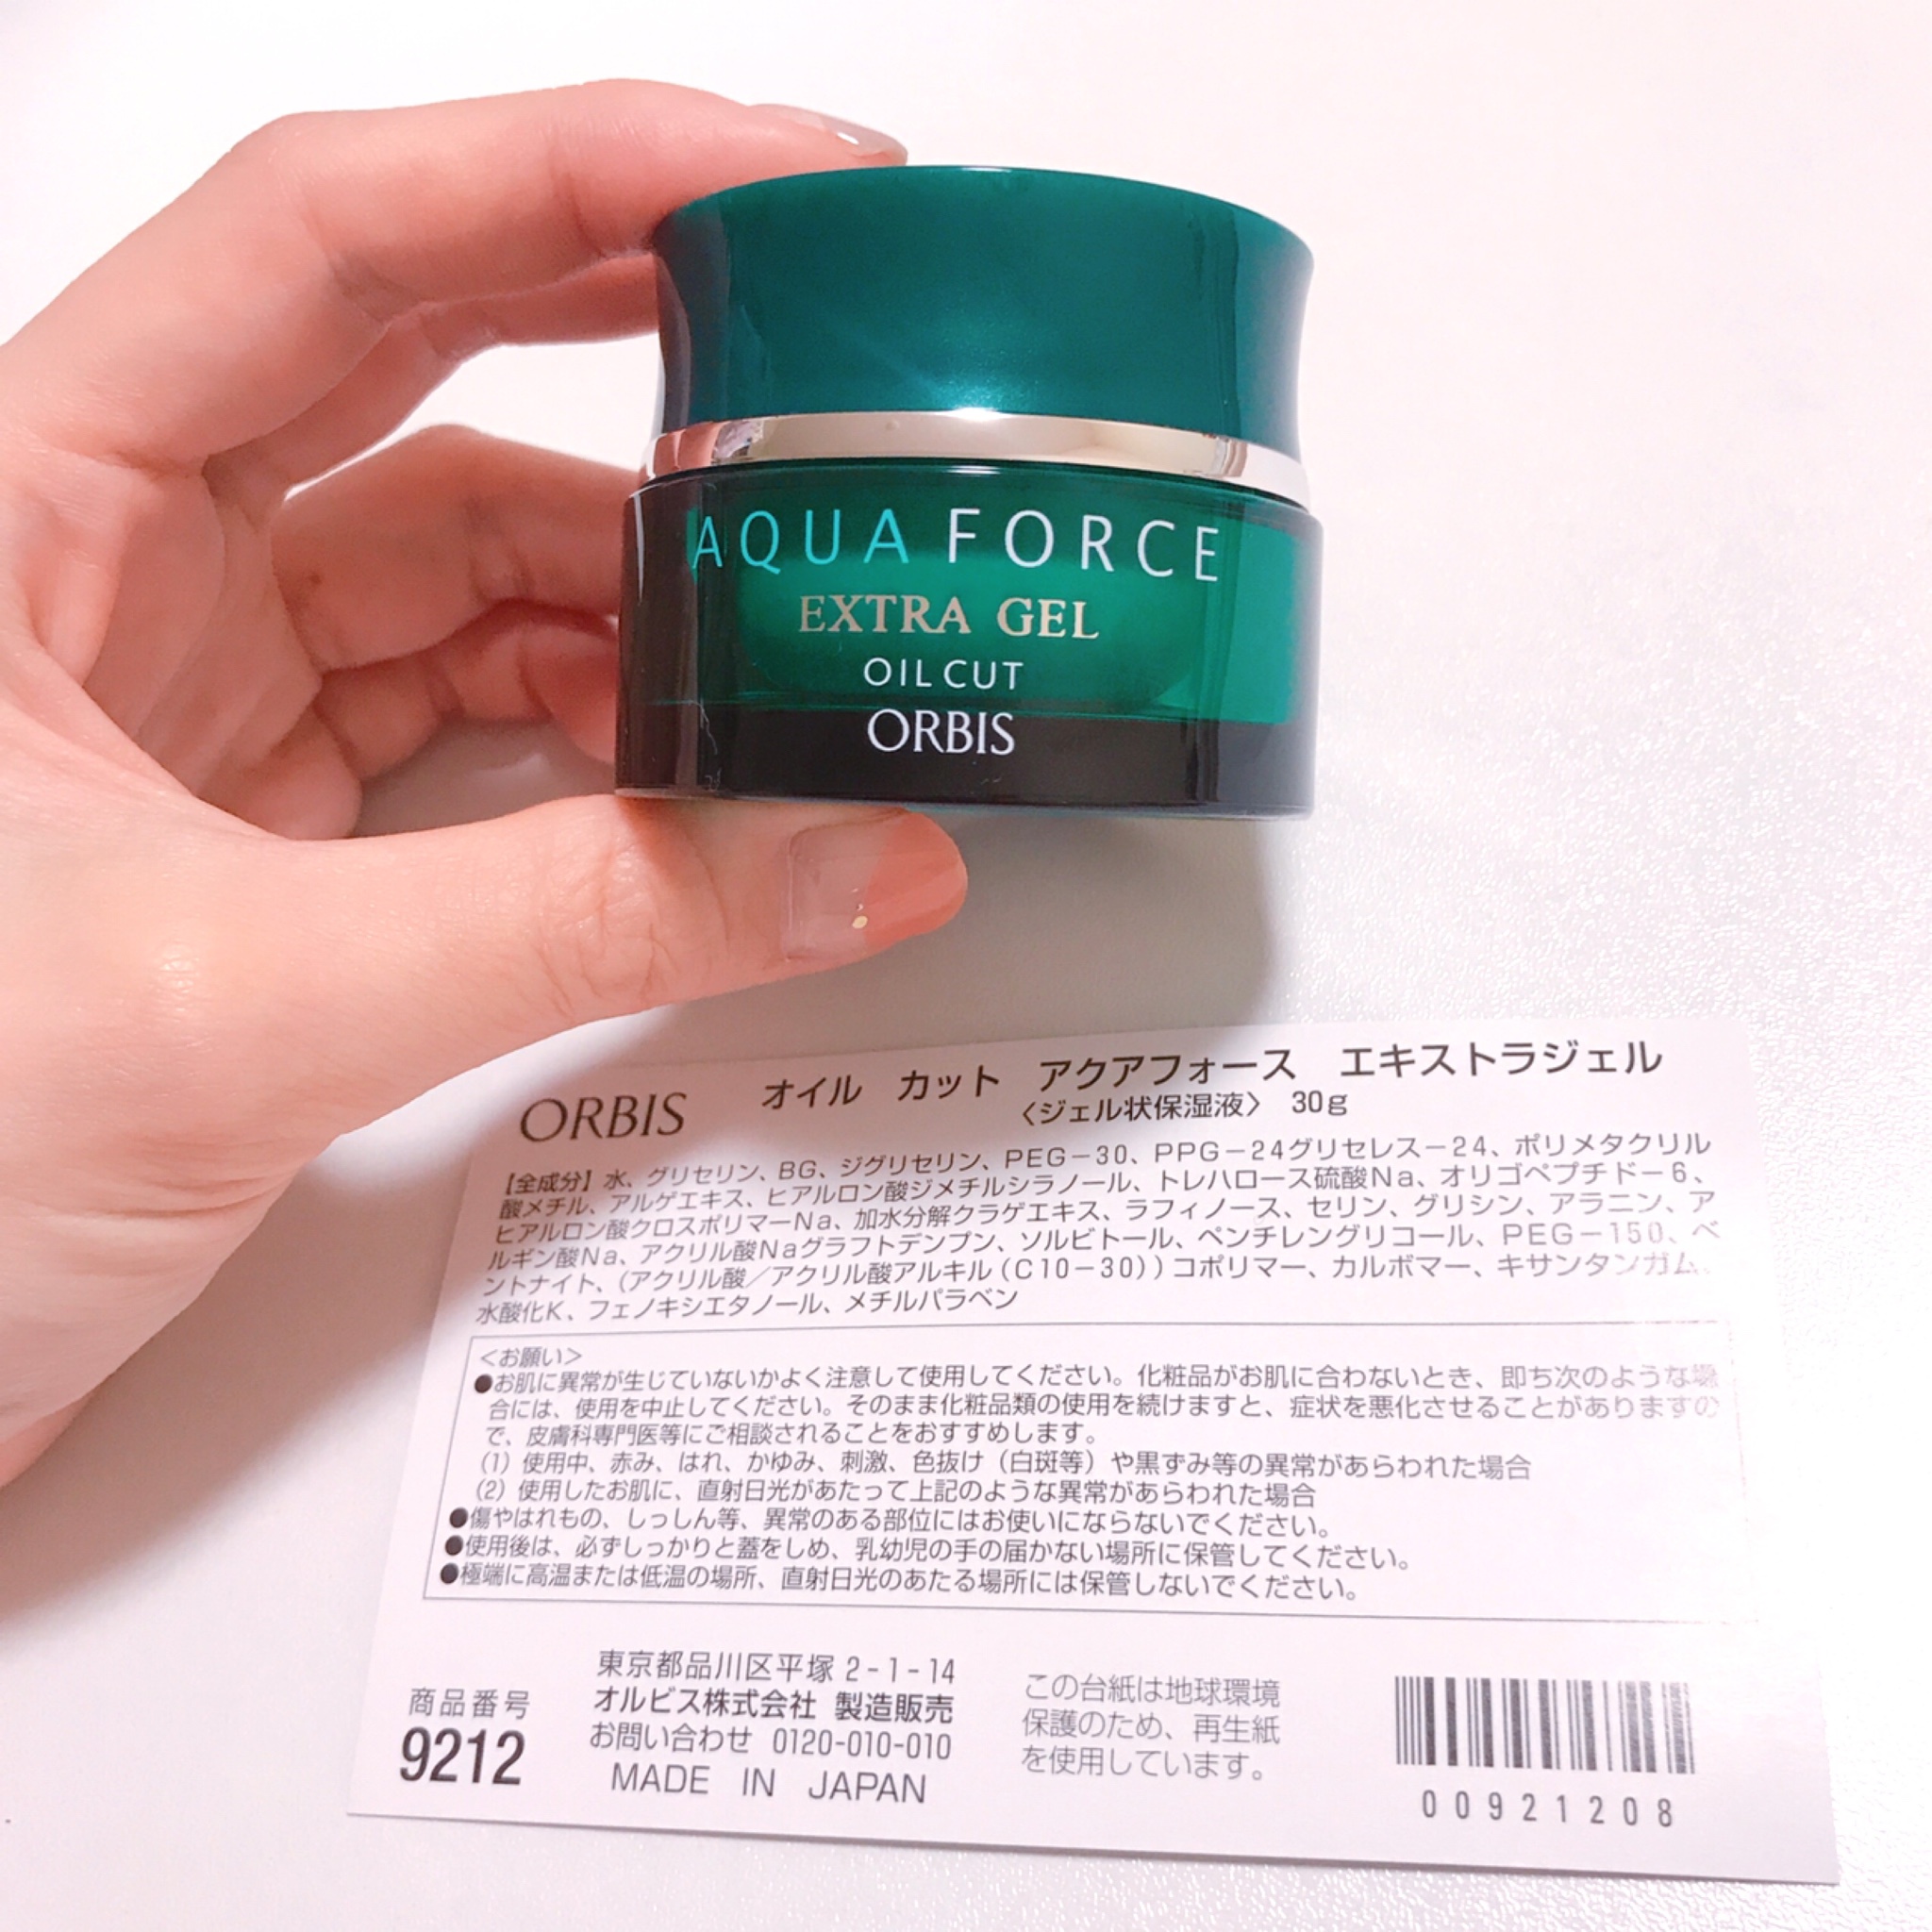 AQUA FORCE
EXTRA GEL
OIL CUT
ORBIS
ORBIS オイル カット アクアフォース エキストラジェル
〈ジェル状保湿液〉 30g
【全成分】水、グリセリン、BG、ジグリセリン、PEG－30、PPG－24グリセレス－24、ポリメタクリル
酸メチル、アルゲエキス、ヒアルロン酸ジメチルシラノール、トレハロース硫酸Na、オリゴペプチド－6、
ヒアルロン酸クロスポリマーNa、加水分解クラゲエキス、ラフィノース、セリン、グリシン、アラニン、ア
ルギン酸Na、アクリル酸Naグラフトデンプン、ソルビトール、ペンチレングリコール、PEG－150、ベ
ントナイト、（アクリル酸／アクリル酸アルキル（C10－30））コポリマー、カルボマー、キサンタンガム、
水酸化K、フェノキシエタノール、メチルパラベン
＜お願い＞
●お肌に異常が生じていないかよく注意して使用してください。化粧品がお肌に合わないとき、即ち次のような場
合には、使用を中止してください。そのまま化粧品類の使用を続けますと、症状を悪化させることがありますの
で、皮膚科専門医等にご相談されることをおすすめします。
（1）使用中、赤み、はれ、かゆみ、刺激、色抜け（白斑等）や黒ずみ等の異常があらわれた場合
（2）使用したお肌に、直射日光があたって上記のような異常があらわれた場合
●傷やはれもの、しっしん等、異常のある部位にはお使いにならないでください。
●使用後は、必ずしっかりと蓋をしめ、乳幼児の手の届かない場所に保管してください。
●極端に高温または低温の場所、直射日光のあたる場所には保管しないでください。
商品番号
9212
東京都品川区平塚 2-1-14
オルビス株式会社 製造販売
お問い合わせ 0120-010-010
MADE IN JAPAN
この台紙は地球環境
保護のため、再生紙
を使用しています。
00921208